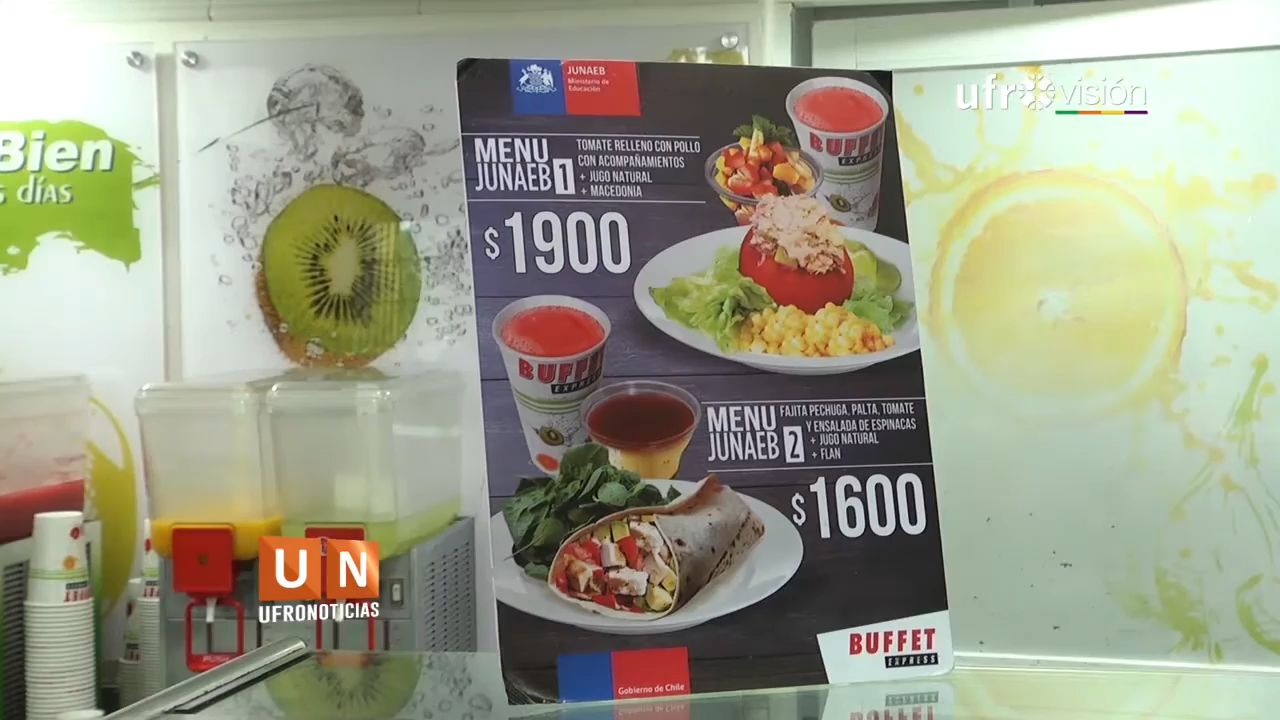 ufro visión
JUNAEB
Ministerio de
Educación
Bien
DÍAS
MENU
JUNAEB 1
TOMATE RELLENO CON POLLO
CON ACOMPAÑAMIENTOS
+ JUGO NATURAL
+ MACEDONIA
$1900
BUFFET
EXPRESS
BUFFET
EXPRESS
MENU
JUNAEB 2
FAJITA PECHUGA, PALTA, TOMATE
Y ENSALADA DE ESPINACAS
+ JUGO NATURAL
+ FLAN
$1600
UN
UFRONOTICIAS
BUFFET
EXPRESS
Gobierno de Chile